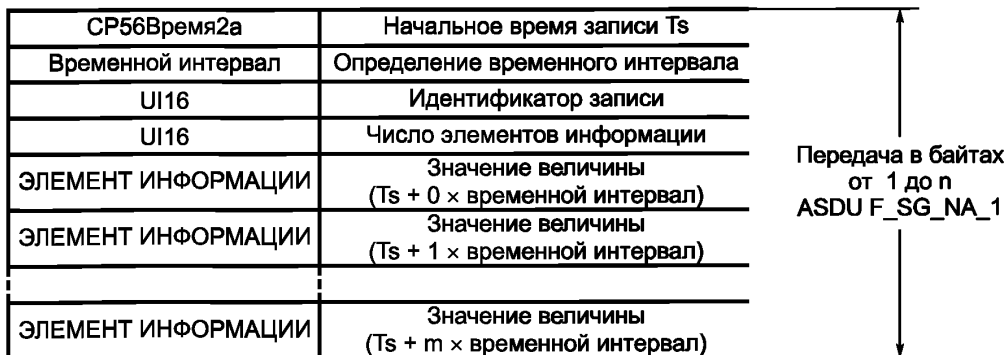 СР56Время2а Начальное время записи Ts
Временной интервал Определение временного интервала
UI16 Идентификатор записи
UI16 Число элементов информации
ЭЛЕМЕНТ ИНФОРМАЦИИ Значение величины
(Ts + 0 × временной интервал)
ЭЛЕМЕНТ ИНФОРМАЦИИ Значение величины
(Ts + 1 × временной интервал)
ЭЛЕМЕНТ ИНФОРМАЦИИ Значение величины
(Ts + m × временной интервал)
Передача в байтах
от 1 до n
ASDU F_SG_NA_1